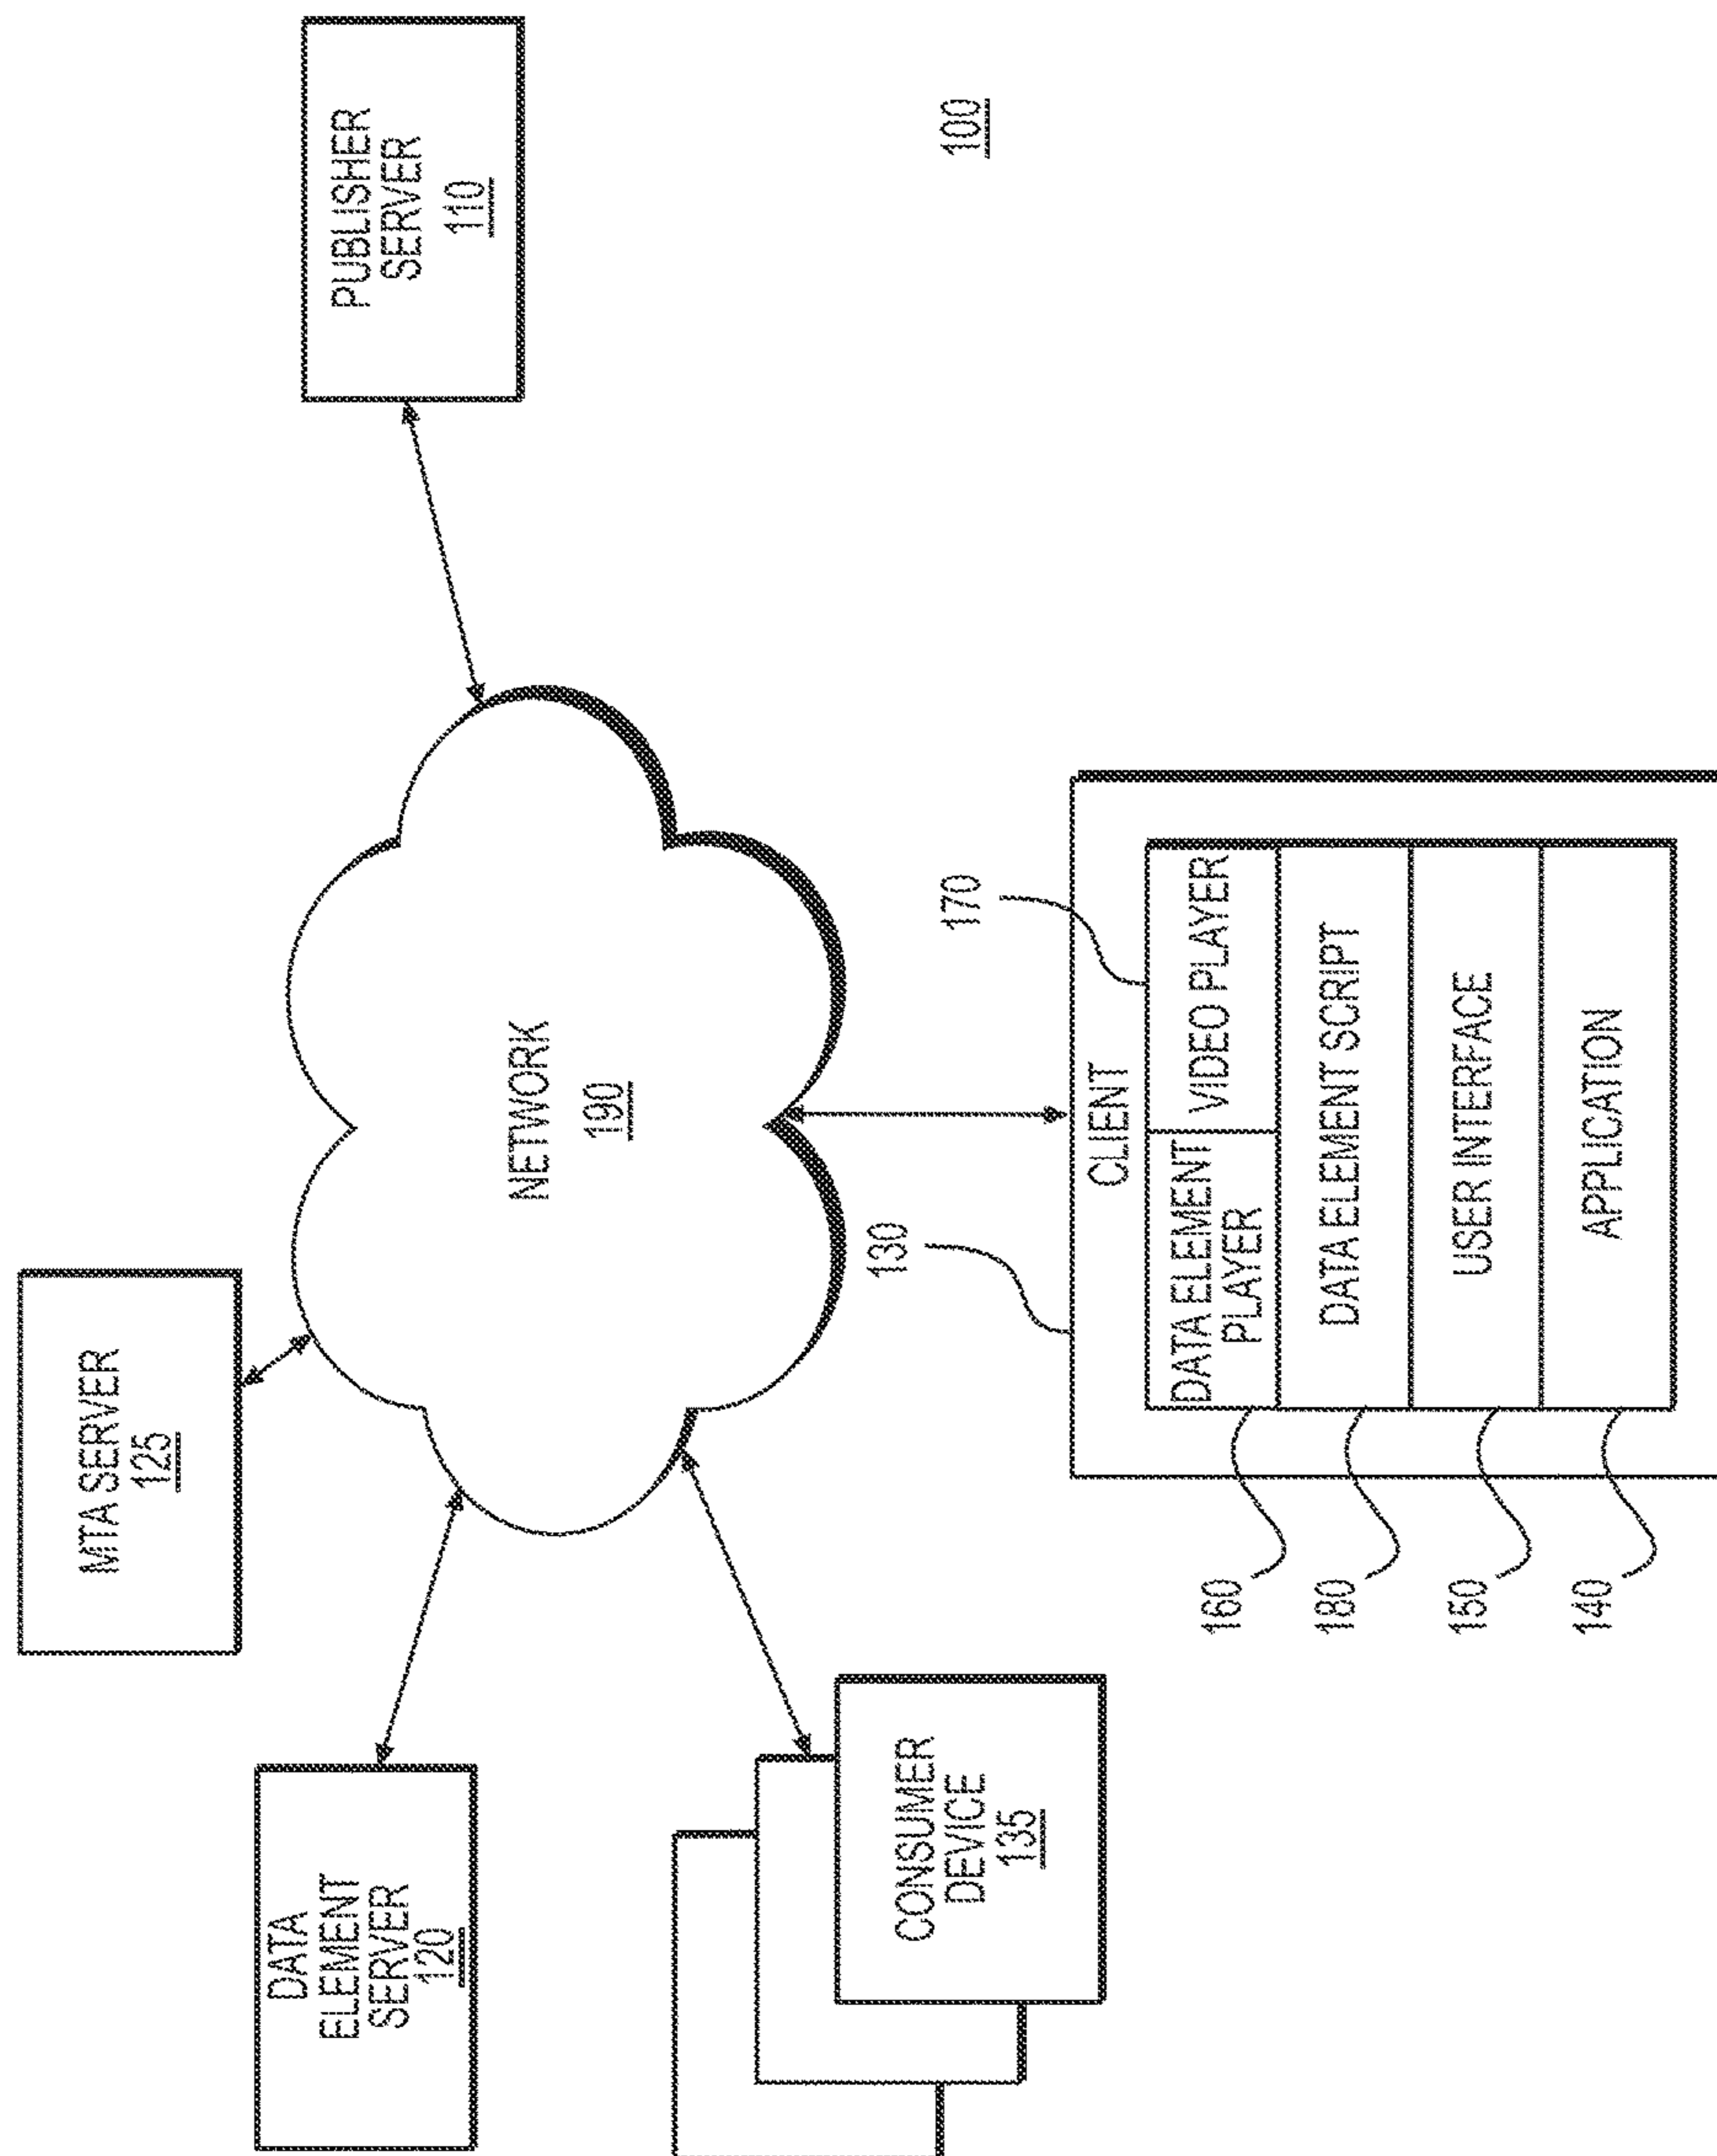 MTA SERVER
125
DATA
ELEMENT
SERVER
120
PUBLISHER
SERVER
110
NETWORK
190
CONSUMER
DEVICE
135
100
130
CLIENT
170
160
DATA ELEMENT
PLAYER
VIDEO PLAYER
180
DATA ELEMENT SCRIPT
150
USER INTERFACE
140
APPLICATION